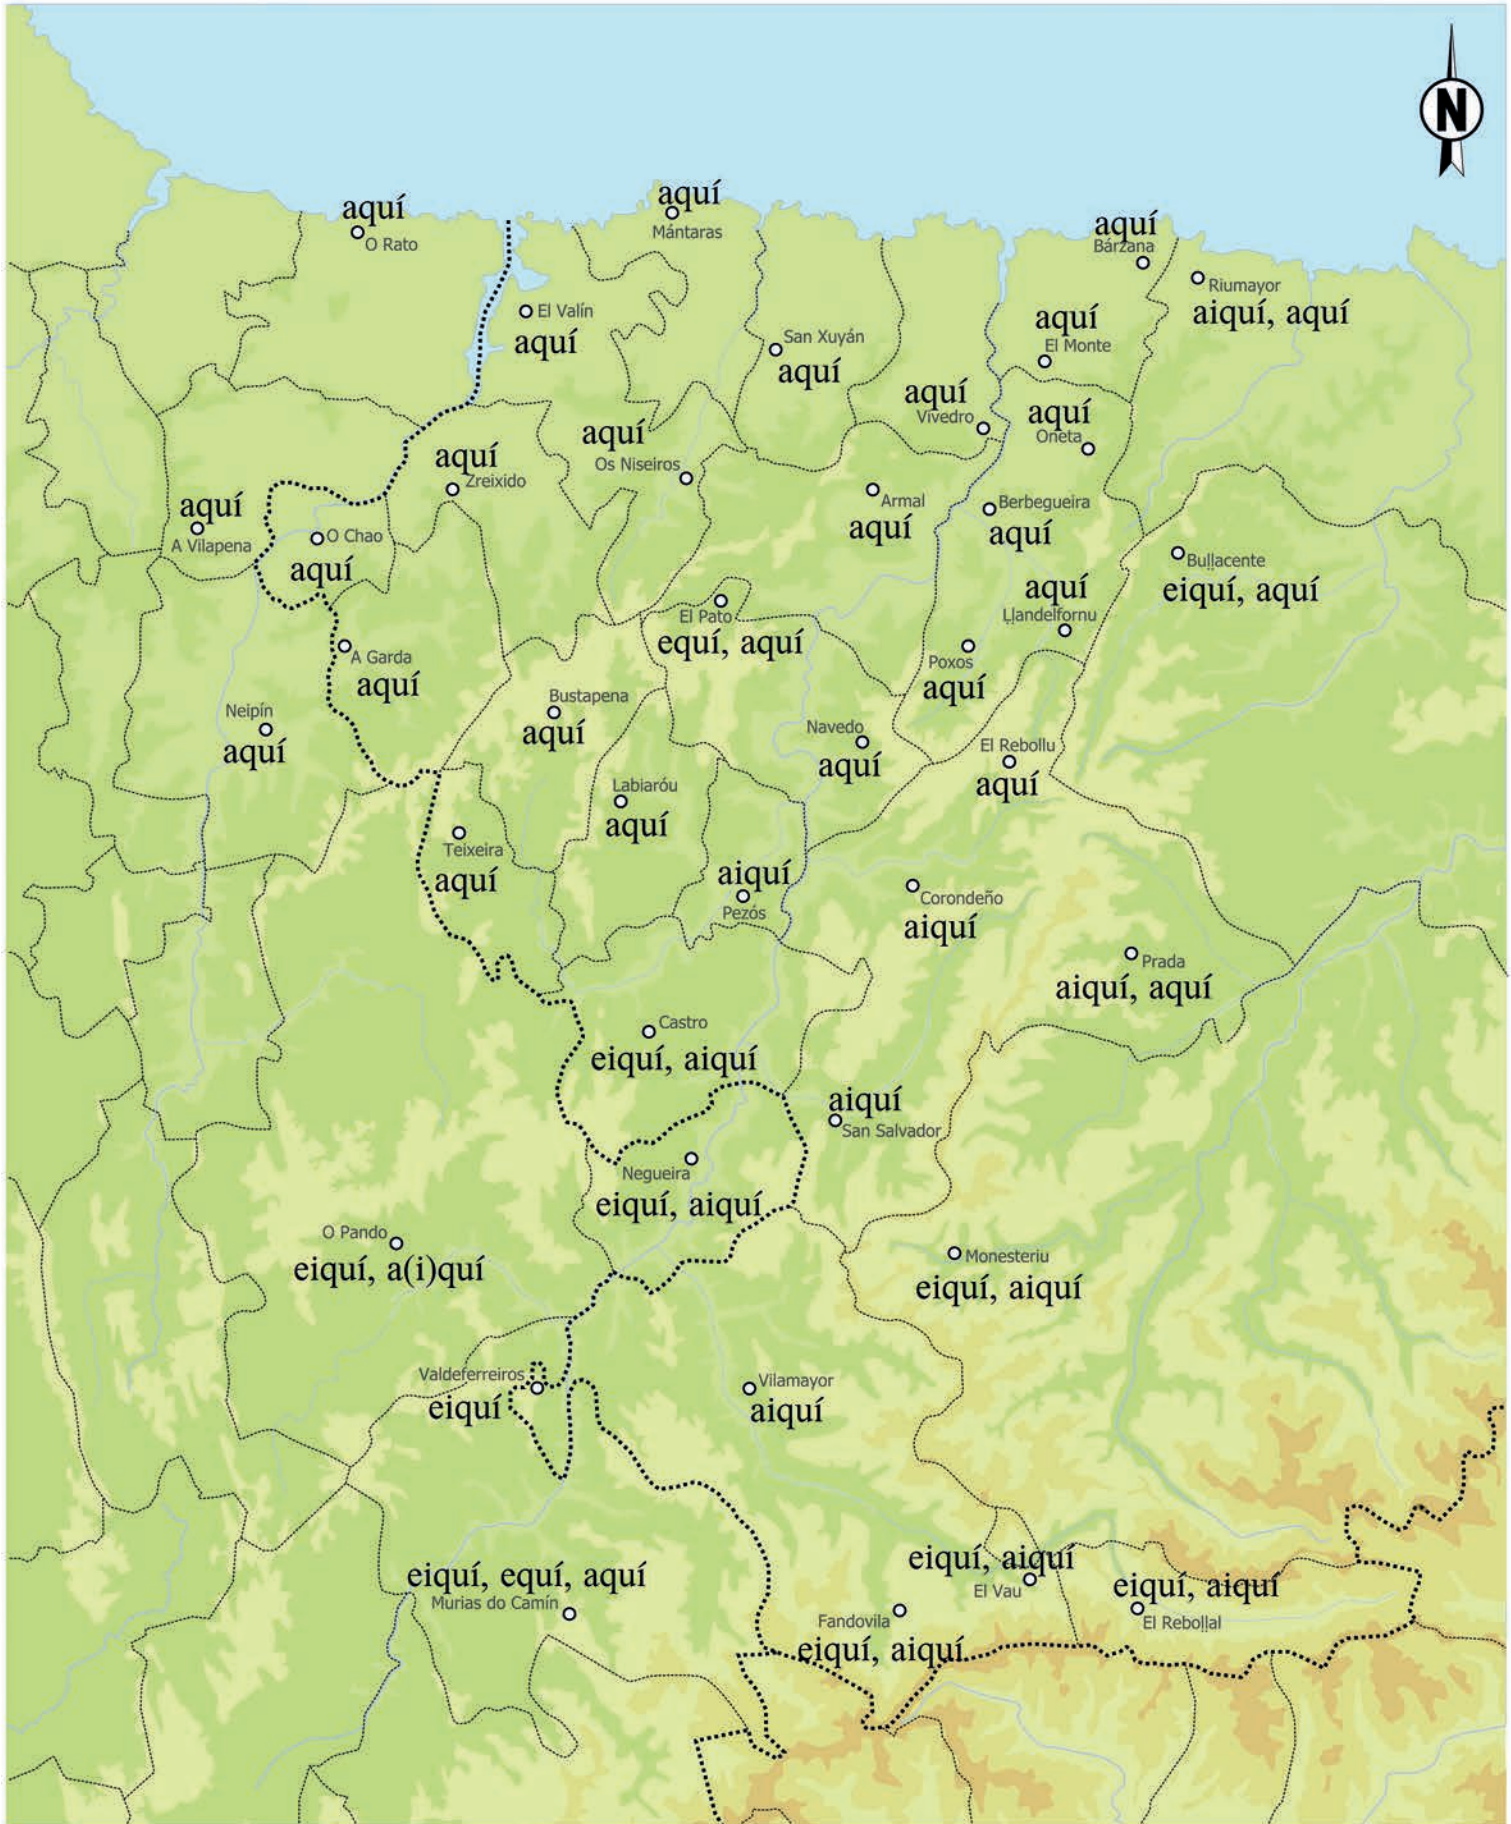 N
aquí
O Rato
aquí
Mántaras
aquí
Bárzana
Riumayor
aiquí, aquí
El Valín
aquí
San Xuyán
aquí
aquí
El Monte
aquí
Vivedro
aquí
Oneta
aquí
Zreixido
aquí
Os Niseiros
Armal
aquí
Berbegueira
aquí
aquí
A Vilapena
O Chao
aquí
Buḷḷacente
eiquí, aquí
aquí
Ḷḷandelfornu
El Pato
equí, aquí
A Garda
aquí
Poxos
aquí
Neipín
aquí
Bustapena
aquí
Navedo
aquí
El Rebollu
aquí
Labiaróu
aquí
Teixeira
aquí
aiquí
Pezós
Corondeño
aiquí
Prada
aiquí, aquí
Castro
eiquí, aiquí
aiquí
San Salvador
Negueira
eiquí, aiquí
O Pando
eiquí, a(i)quí
Monesteriu
eiquí, aiquí
Valdeferreiros
eiquí
Vilamayor
aiquí
eiquí, aiquí
El Vau
eiquí, aiquí
El Reboḷḷal
eiquí, equí, aquí
Murias do Camín
Fandovila
eiquí, aiquí